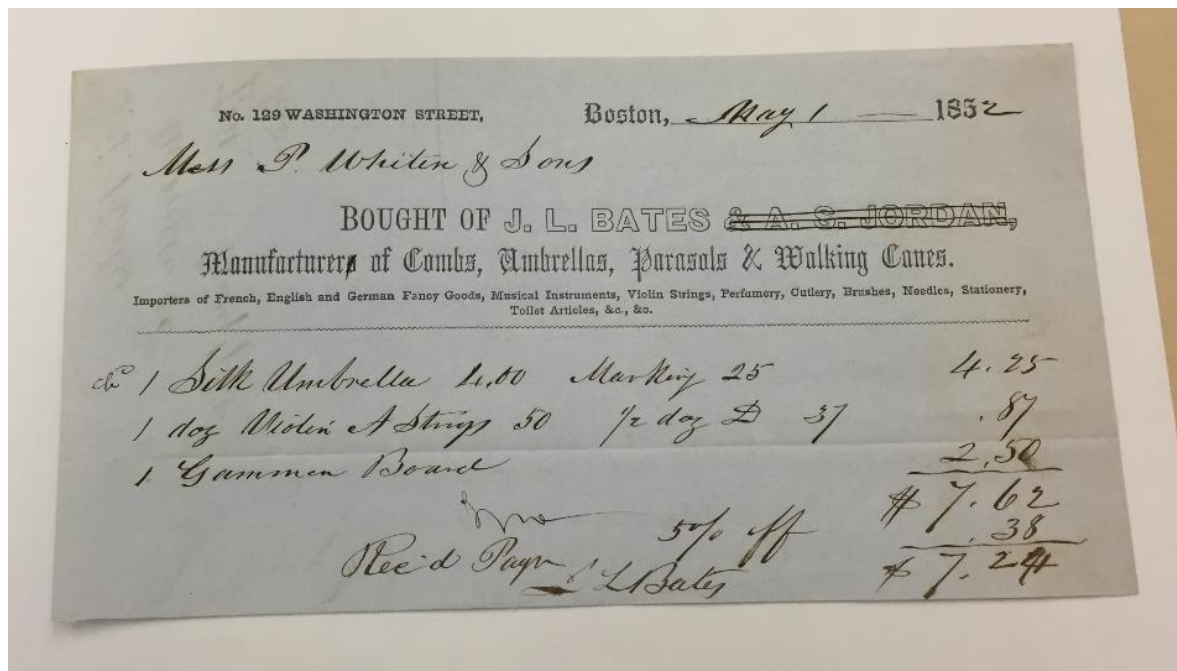 No. 129 WASHINGTON STREET, Boston, May 1 1852
Mess P. Whitin & Sons
BOUGHT OF J. L. BATES & A. S. JORDAN,
Manufacturers of Combs, Umbrellas, Parasols & Walking Canes.
Importers of French, English and German Fancy Goods, Musical Instruments, Violin Strings, Perfumery, Cutlery, Brushes, Needles, Stationery,
Toilet Articles, &c., &c.
1 Silk Umbrella 4.00 Marking 25 4.25
1 doz Violin A Strings 50 1/2 doz D 37 .87
1 Gammon Board 2.50
$ 7.62
5% off .38
Rec'd Paym $ 7.24
J L Bates